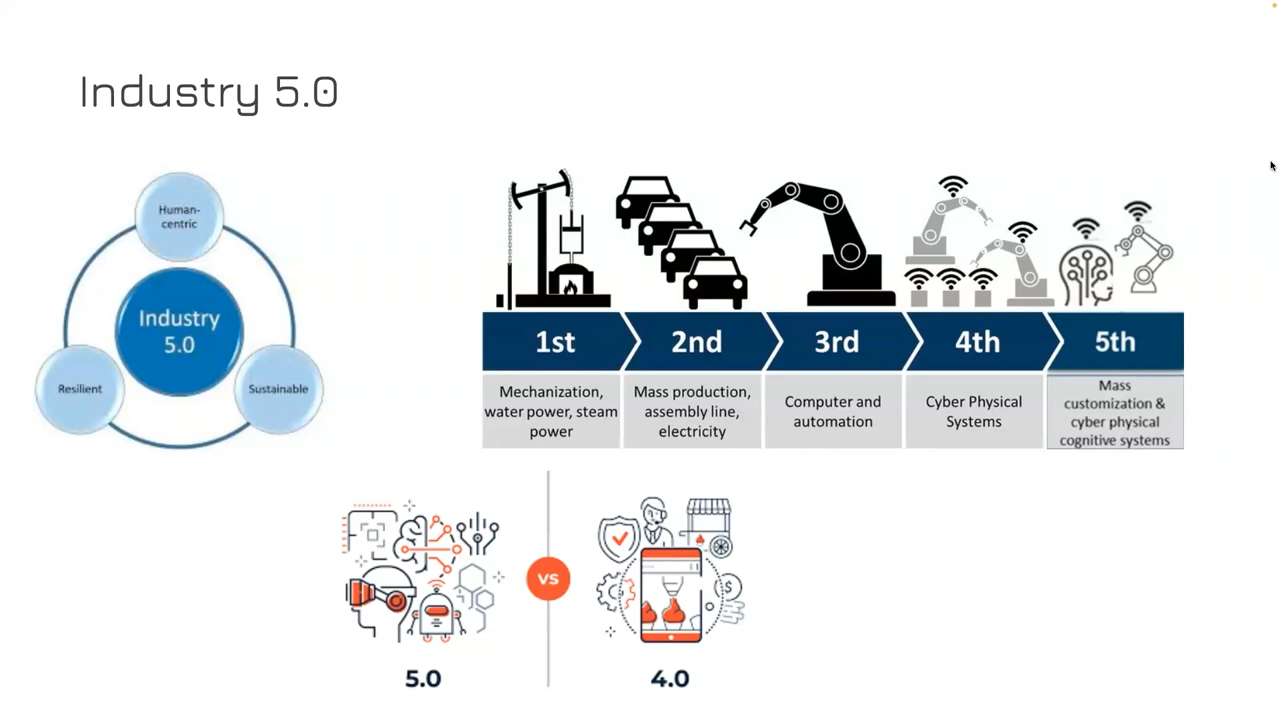 Industry 5.0
Human-
centric
Industry
5.0
Resilient
Sustainable
1st
2nd
3rd
4th
5th
Mechanization,
water power, steam
power
Mass production,
assembly line,
electricity
Computer and
automation
Cyber Physical
Systems
Mass
customization &
cyber physical
cognitive systems
VS
5.0
4.0
$